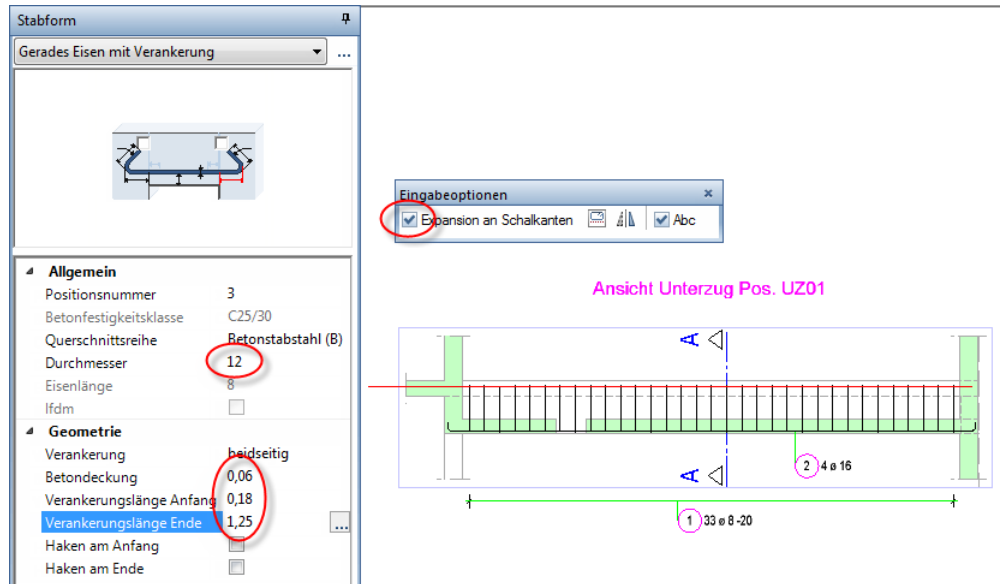 Stabform
Gerades Eisen mit Verankerung
...
Allgemein
Positionsnummer 3
Betonfestigkeitsklasse C25/30
Querschnittsreihe Betonstabstahl (B)
Durchmesser 12
Eisenlänge 8
lfdm
Geometrie
Verankerung beidseitig
Betondeckung 0,06
Verankerungslänge Anfang 0,18
Verankerungslänge Ende 1,25 ...
Haken am Anfang
Haken am Ende
Eingabeoptionen
Expansion an Schalkanten Abc
Ansicht Unterzug Pos. UZ01
A
A
2 4 ø 16
1 33 ø 8 -20